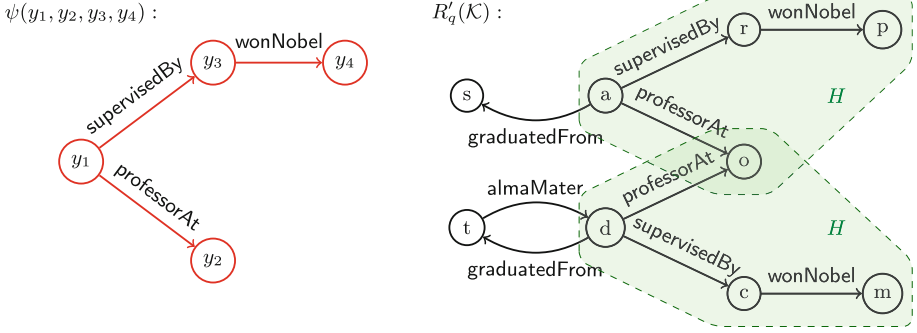 ψ(y₁, y₂, y₃, y₄) :
supervisedBy
y₃
wonNobel
y₄
y₁
professorAt
y₂
R′q(𝒦) :
r
wonNobel
p
supervisedBy
s
a
H
professorAt
graduatedFrom
o
almaMater
professorAt
t
d
H
supervisedBy
graduatedFrom
wonNobel
c
m